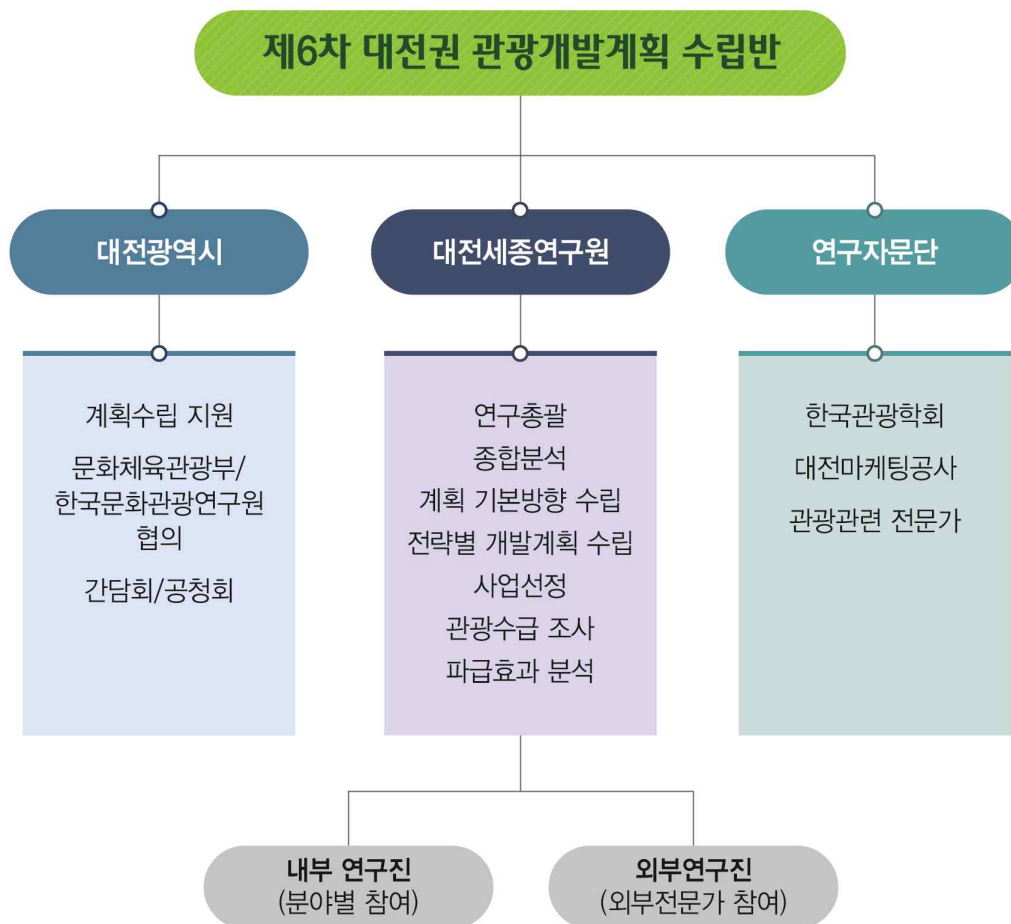 제6차 대전권 관광개발계획 수립반
대전광역시
계획수립 지원
문화체육관광부/
한국문화관광연구원
협의
간담회/공청회
대전세종연구원
연구총괄
종합분석
계획 기본방향 수립
전략별 개발계획 수립
사업선정
관광수급 조사
파급효과 분석
연구자문단
한국관광학회
대전마케팅공사
관광관련 전문가
내부 연구진
(분야별 참여)
외부연구진
(외부전문가 참여)